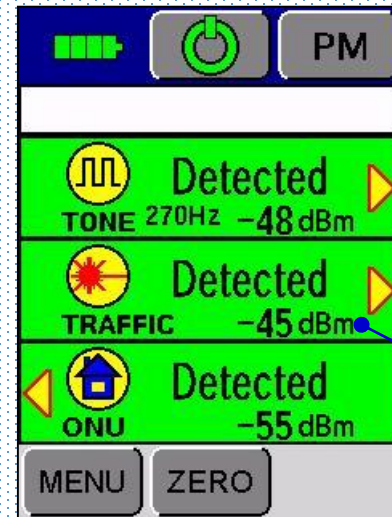 PM
Detected
TONE 270Hz -48 dBm
Detected
TRAFFIC -45 dBm
Detected
ONU -55 dBm
MENU ZERO